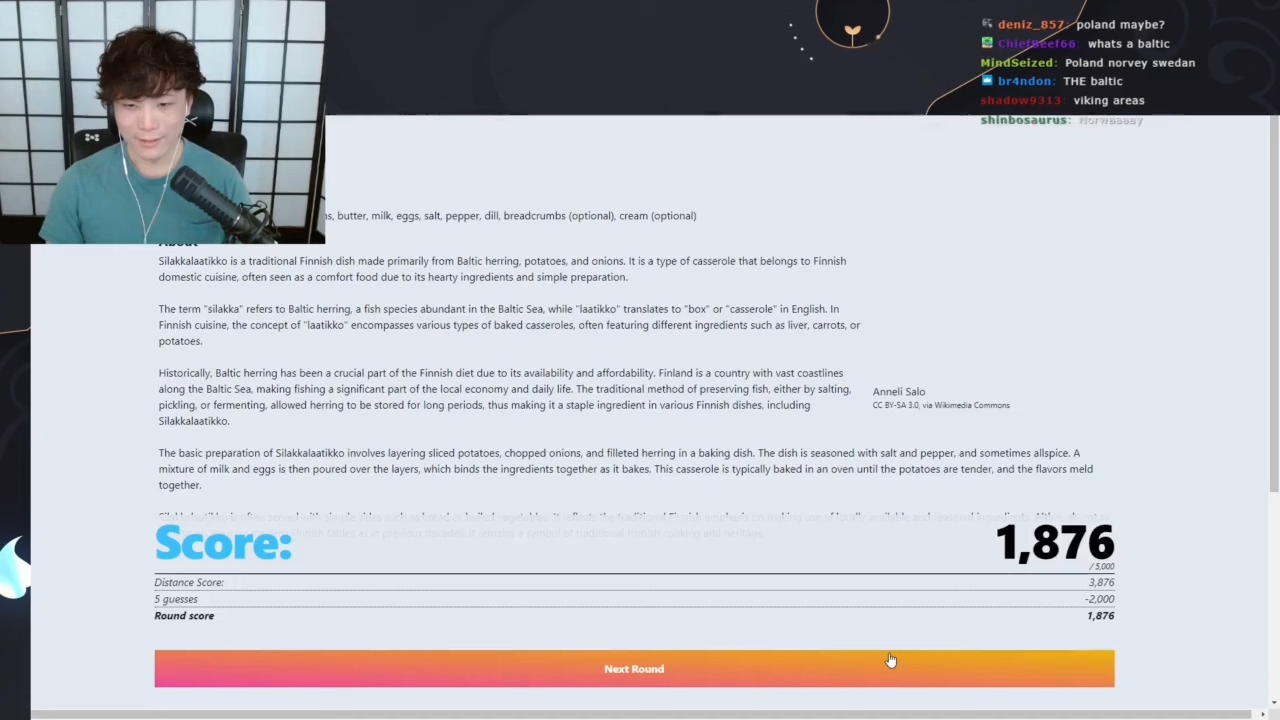 deniz_857: poland maybe?
ChiefBeef66: whats a baltic
MindSeized: Poland norvey swedan
br4ndon: THE baltic
shadow9313: viking areas
shinbosaurus: Norwaaay
butter, milk, eggs, salt, pepper, dill, breadcrumbs (optional), cream (optional)
About
Silakkalaatikko is a traditional Finnish dish made primarily from Baltic herring, potatoes, and onions. It is a type of casserole that belongs to Finnish
domestic cuisine, often seen as a comfort food due to its hearty ingredients and simple preparation.
The term "silakka" refers to Baltic herring, a fish species abundant in the Baltic Sea, while "laatikko" translates to "box" or "casserole" in English. In
Finnish cuisine, the concept of "laatikko" encompasses various types of baked casseroles, often featuring different ingredients such as liver, carrots, or
potatoes.
Historically, Baltic herring has been a crucial part of the Finnish diet due to its availability and affordability. Finland is a country with vast coastlines
along the Baltic Sea, making fishing a significant part of the local economy and daily life. The traditional method of preserving fish, either by salting,
pickling, or fermenting, allowed herring to be stored for long periods, thus making it a staple ingredient in various Finnish dishes, including
Silakkalaatikko.
Anneli Salo
CC BY-SA 3.0, via Wikimedia Commons
The basic preparation of Silakkalaatikko involves layering sliced potatoes, chopped onions, and filleted herring in a baking dish. The dish is seasoned with salt and pepper, and sometimes allspice. A
mixture of milk and eggs is then poured over the layers, which binds the ingredients together as it bakes. This casserole is typically baked in an oven until the potatoes are tender, and the flavors meld
together.
Score:
1,876
/ 5,000
Distance Score:
3,876
5 guesses
-2,000
Round score
1,876
Next Round